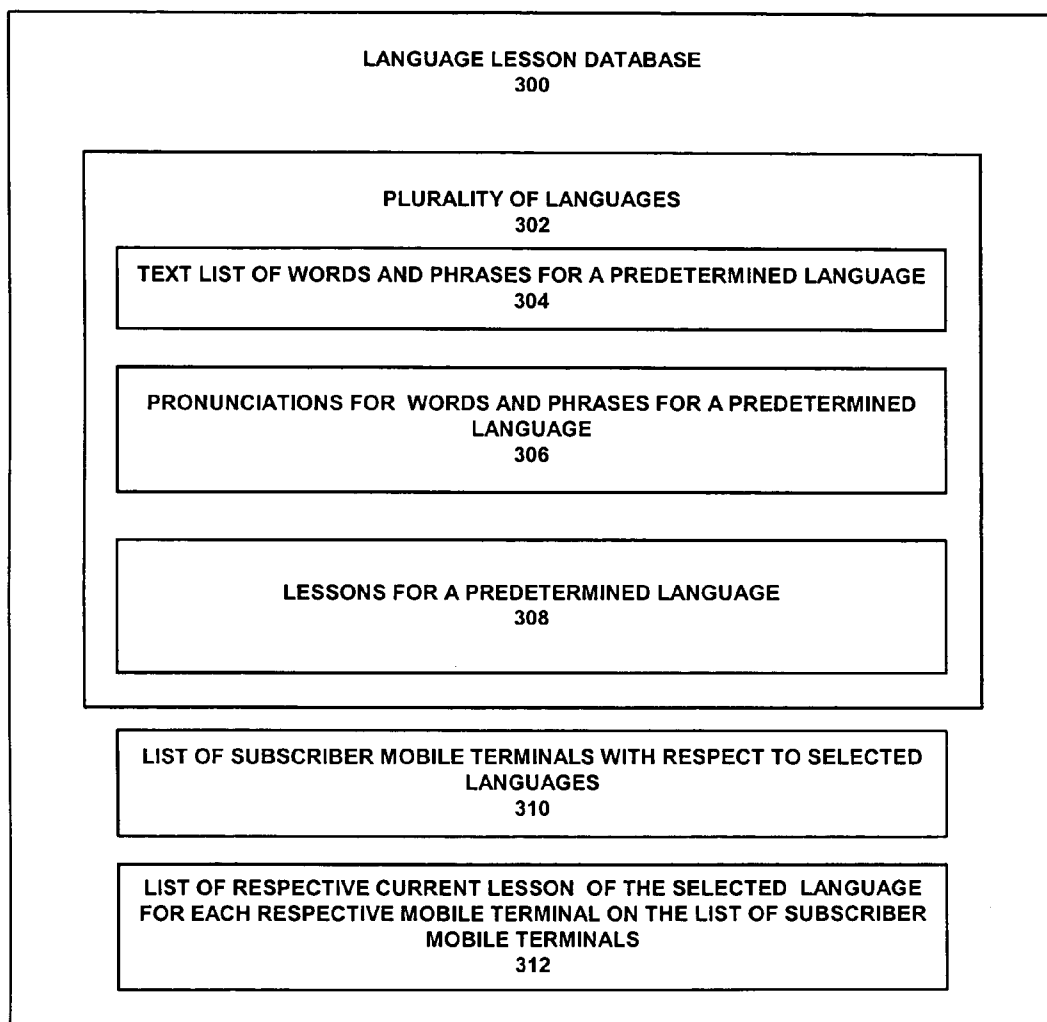 LANGUAGE LESSON DATABASE
300
PLURALITY OF LANGUAGES
302
TEXT LIST OF WORDS AND PHRASES FOR A PREDETERMINED LANGUAGE
304
PRONUNCIATIONS FOR WORDS AND PHRASES FOR A PREDETERMINED
LANGUAGE
306
LESSONS FOR A PREDETERMINED LANGUAGE
308
LIST OF SUBSCRIBER MOBILE TERMINALS WITH RESPECT TO SELECTED
LANGUAGES
310
LIST OF RESPECTIVE CURRENT LESSON OF THE SELECTED LANGUAGE
FOR EACH RESPECTIVE MOBILE TERMINAL ON THE LIST OF SUBSCRIBER
MOBILE TERMINALS
312